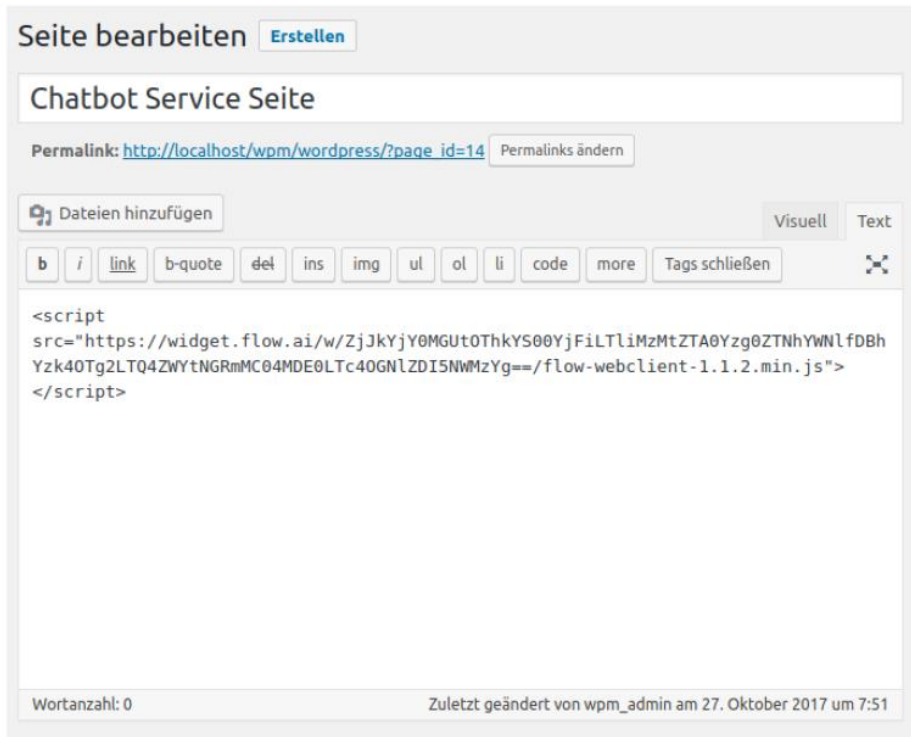 Seite bearbeiten Erstellen
Chatbot Service Seite
Permalink: http://localhost/wpm/wordpress/?page_id=14 Permalinks ändern
Dateien hinzufügen
Visuell Text
b i link b-quote del ins img ul ol li code more Tags schließen
<script
src="https://widget.flow.ai/w/ZjJkYjY0MGUtOThkYS00YjFiLTliMzMtZTA0Yzg0ZTNhYWNlfDBh
Yzk4OTg2LTQ4ZWYtNGRmMC04MDE0LTc4OGNlZDI5NWMzYg==/flow-webclient-1.1.2.min.js">
</script>
Wortanzahl: 0 Zuletzt geändert von wpm_admin am 27. Oktober 2017 um 7:51